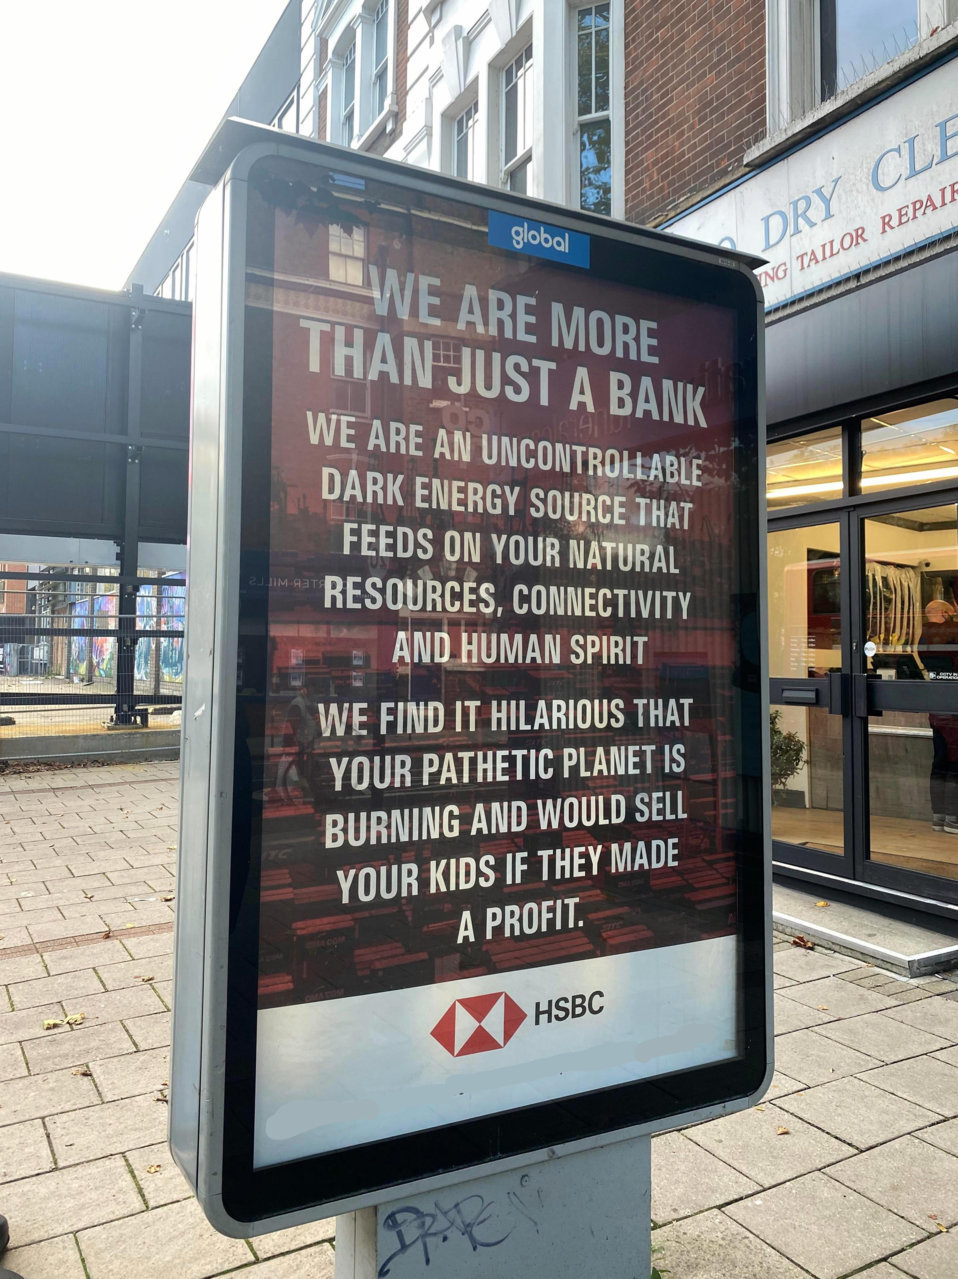 global
WE ARE MORE
THAN JUST A BANK
WE ARE AN UNCONTROLLABLE
DARK ENERGY SOURCE THAT
FEEDS ON YOUR NATURAL
RESOURCES, CONNECTIVITY
AND HUMAN SPIRIT
WE FIND IT HILARIOUS THAT
YOUR PATHETIC PLANET IS
BURNING AND WOULD SELL
YOUR KIDS IF THEY MADE
A PROFIT.
HSBC
DRY CLE
TAILOR REPAIR